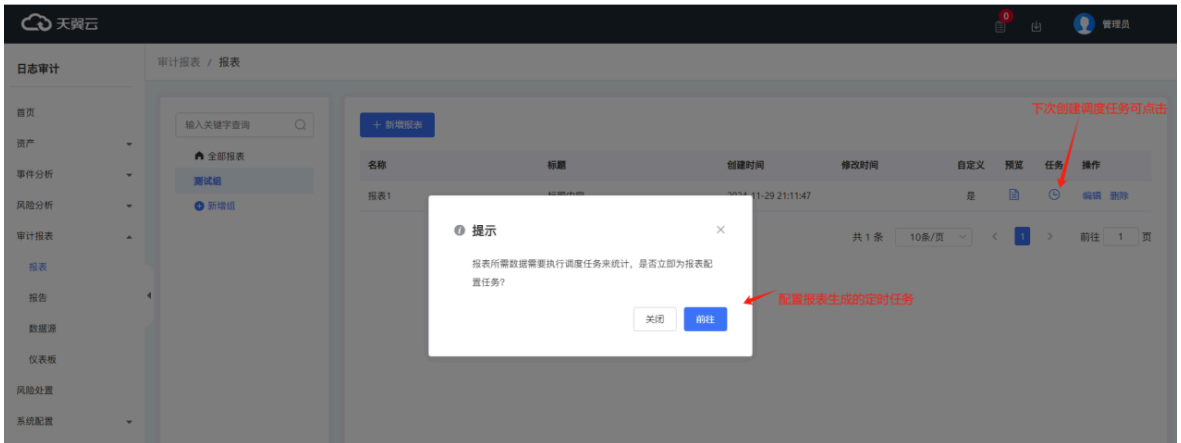 天翼云
0
管理员
日志审计
审计报表 / 报表
首页
资产
事件分析
风险分析
审计报表
报表
报告
数据源
仪表板
风险处置
系统配置
输入关键字查询
全部报表
测试组
新增组
+ 新增报表
下次创建调度任务可点击
名称 标题 创建时间 修改时间 自定义 预览 任务 操作
报表1 标题内容 2024-11-29 21:11:47 是 编辑 删除
共 1 条 10条/页 < 1 > 前往 1 页
提示
报表所需数据需要执行调度任务来统计，是否立即为报表配
置任务?
关闭 前往
配置报表生成的定时任务